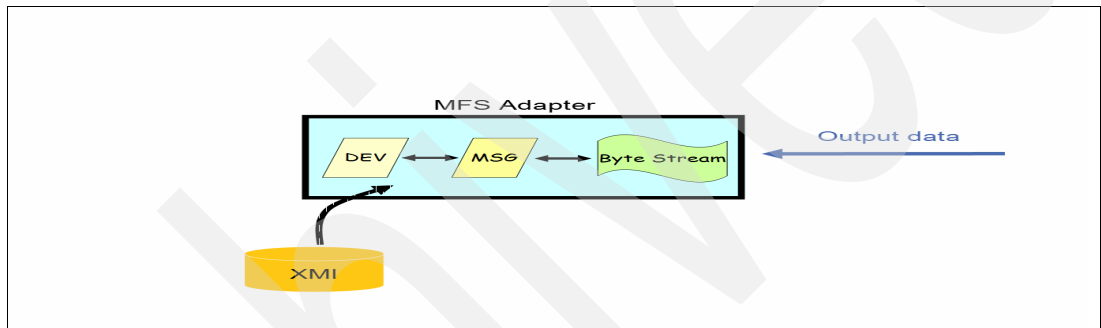 MFS Adapter
Output data
DEV
MSG
Byte Stream
XMI